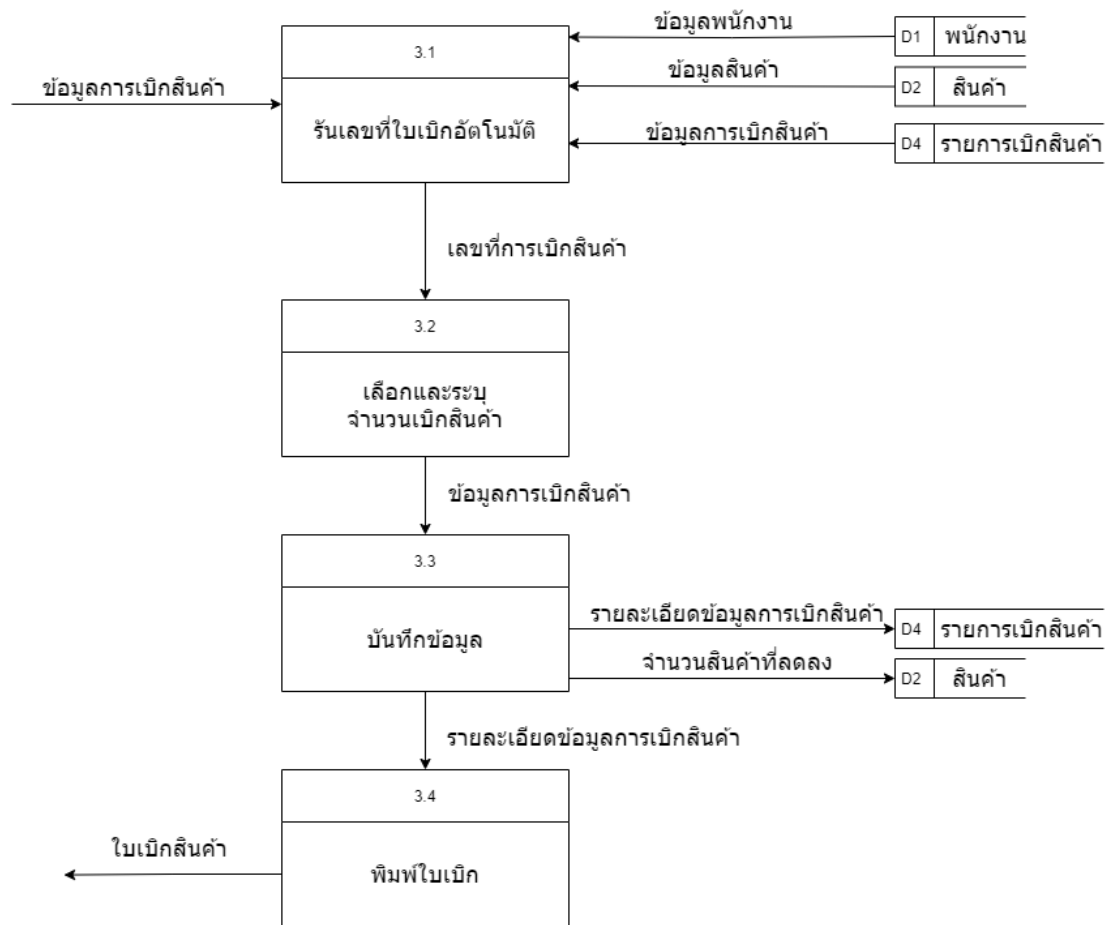 ข้อมูลพนักงาน
D1 พนักงาน
3.1
ข้อมูลสินค้า
D2 สินค้า
ข้อมูลการเบิกสินค้า
รันเลขที่ใบเบิกอัตโนมัติ
ข้อมูลการเบิกสินค้า
D4 รายการเบิกสินค้า
เลขที่การเบิกสินค้า
3.2
เลือกและระบุ
จำนวนเบิกสินค้า
ข้อมูลการเบิกสินค้า
3.3
บันทึกข้อมูล
รายละเอียดข้อมูลการเบิกสินค้า
D4 รายการเบิกสินค้า
จำนวนสินค้าที่ลดลง
D2 สินค้า
รายละเอียดข้อมูลการเบิกสินค้า
3.4
ใบเบิกสินค้า
พิมพ์ใบเบิก